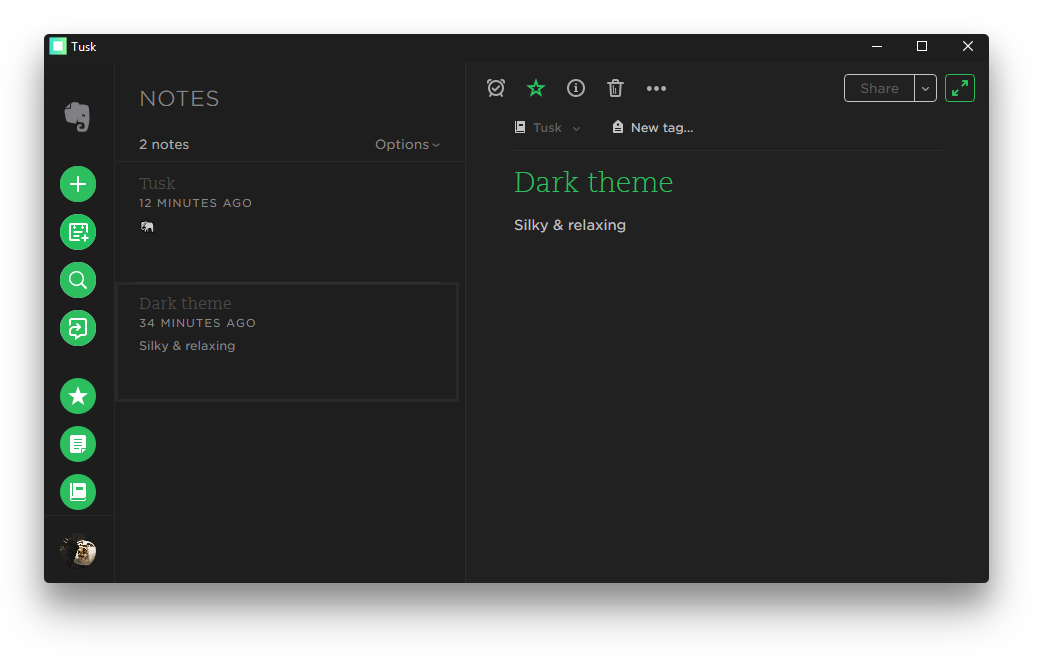 Tusk
NOTES
2 notes
Options
Tusk
12 MINUTES AGO
🐘
Dark theme
34 MINUTES AGO
Silky & relaxing
Share
Tusk
New tag...
Dark theme
Silky & relaxing